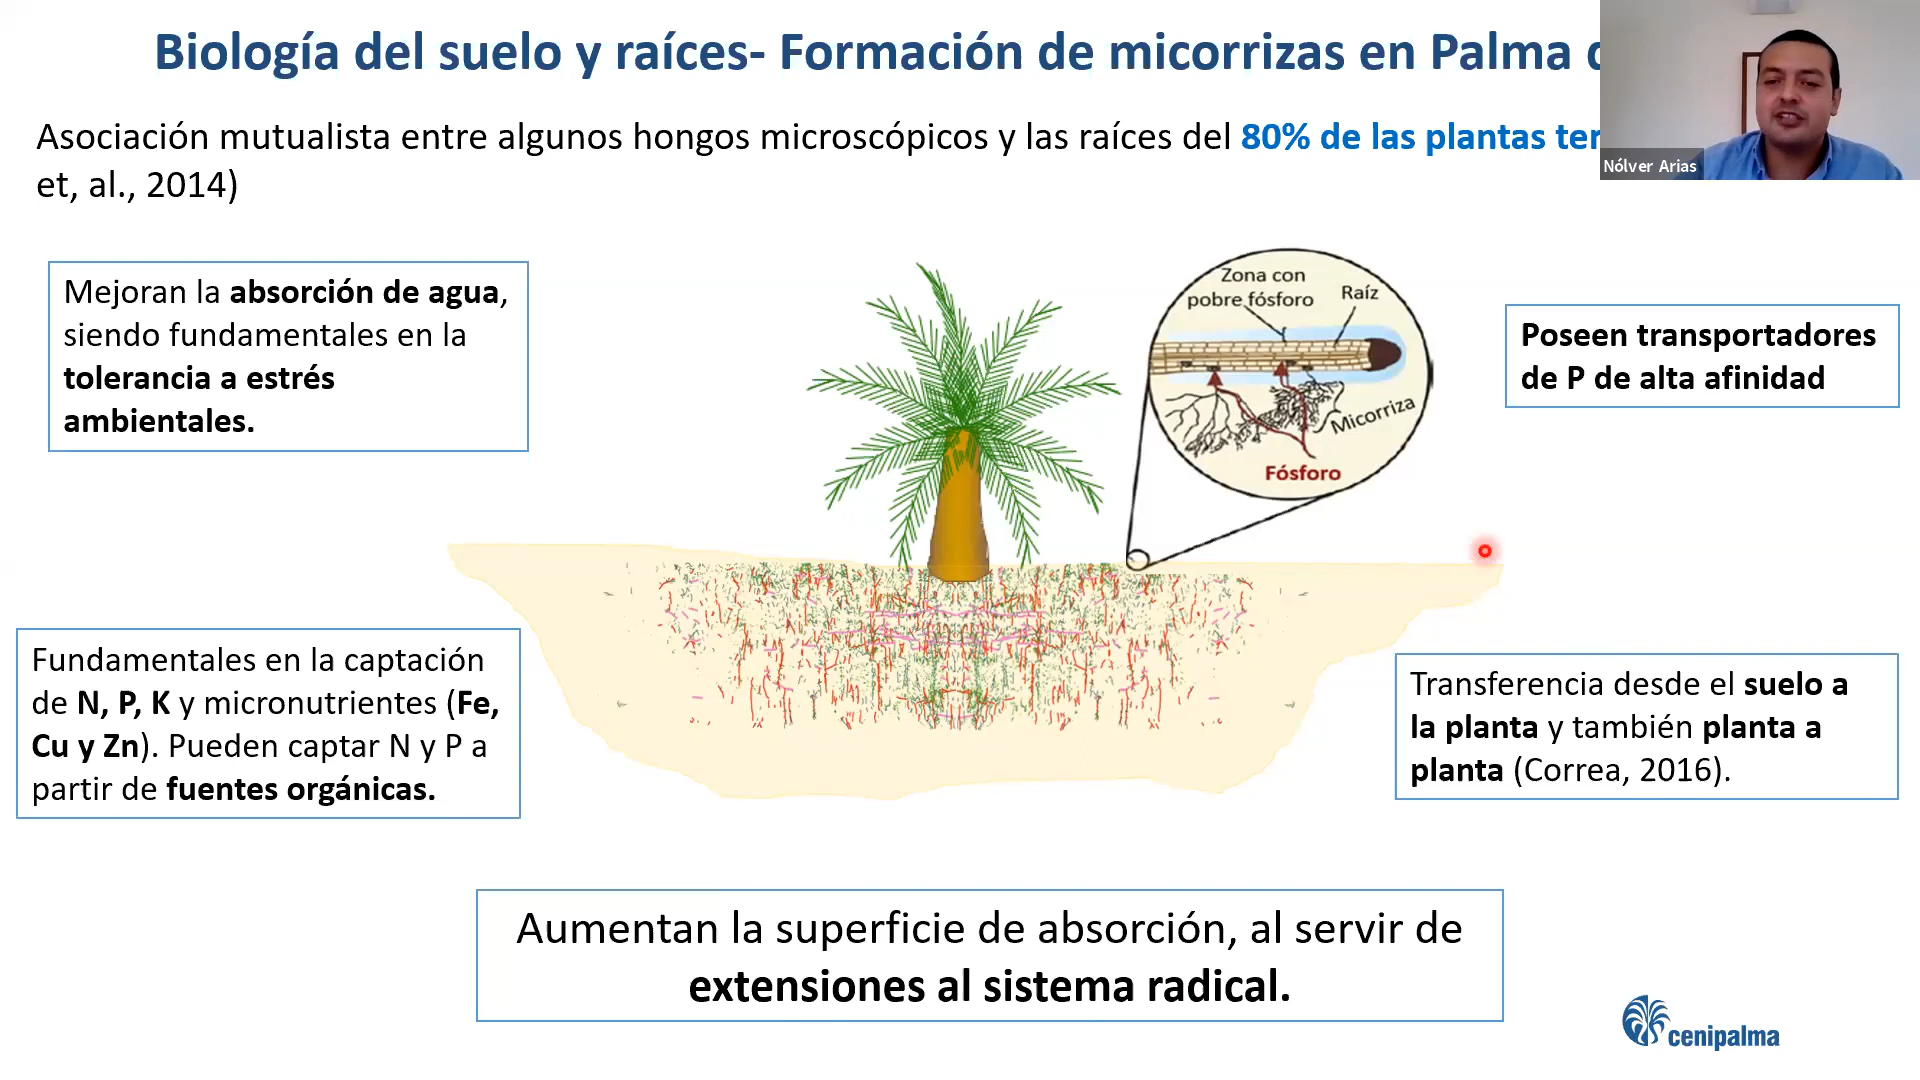 Biología del suelo y raíces- Formación de micorrizas en Palma
Asociación mutualista entre algunos hongos microscópicos y las raíces del 80% de las plantas ter
et, al., 2014)
Nólver Arias
Mejoran la absorción de agua,
siendo fundamentales en la
tolerancia a estrés
ambientales.
Zona con
pobre fósforo
Raíz
Micorriza
Fósforo
Poseen transportadores
de P de alta afinidad
Fundamentales en la captación
de N, P, K y micronutrientes (Fe,
Cu y Zn). Pueden captar N y P a
partir de fuentes orgánicas.
Transferencia desde el suelo a
la planta y también planta a
planta (Correa, 2016).
Aumentan la superficie de absorción, al servir de
extensiones al sistema radical.
cenipalma